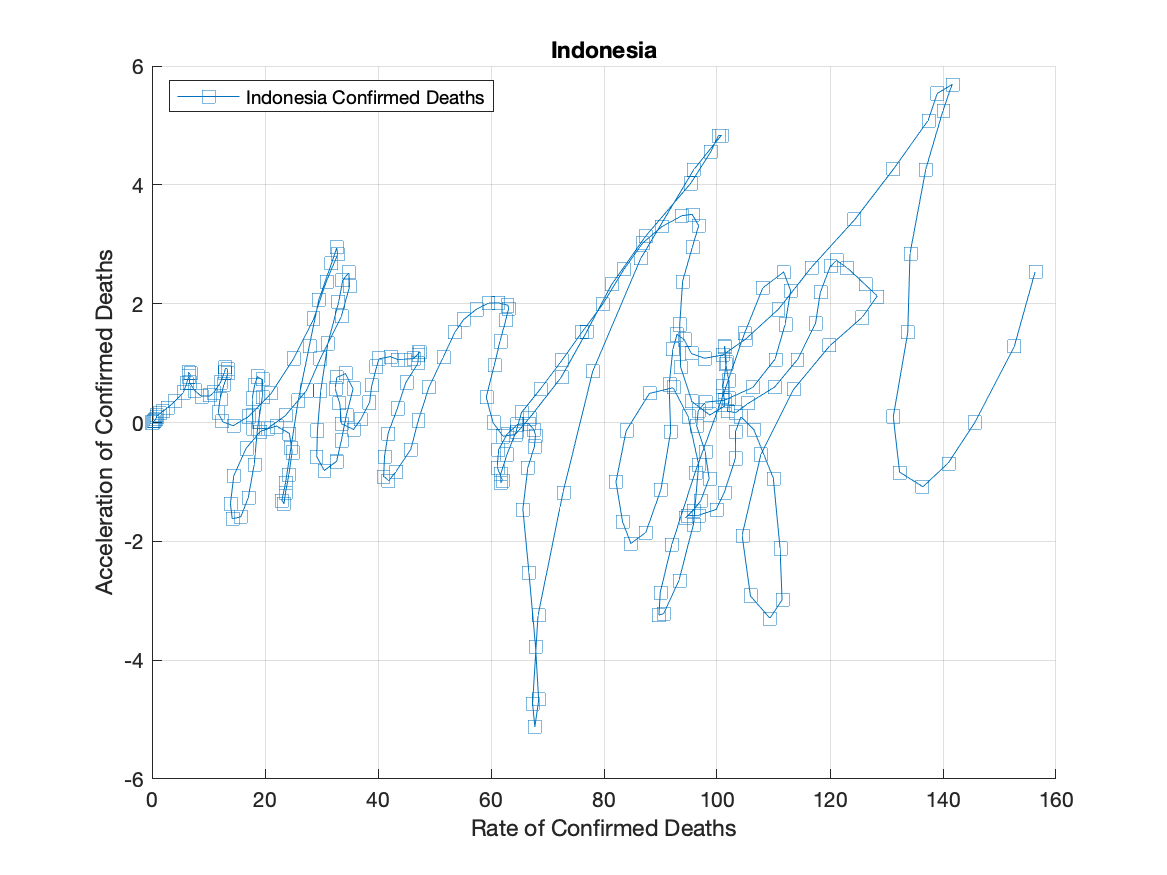 Indonesia
Indonesia Confirmed Deaths
6
4
2
0
-2
-4
-6
Acceleration of Confirmed Deaths
0 20 40 60 80 100 120 140 160
Rate of Confirmed Deaths